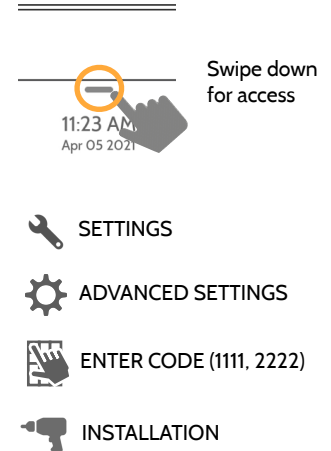 Swipe down
for access
11:23 AM
Apr 05 2021
SETTINGS
ADVANCED SETTINGS
ENTER CODE (1111, 2222)
INSTALLATION